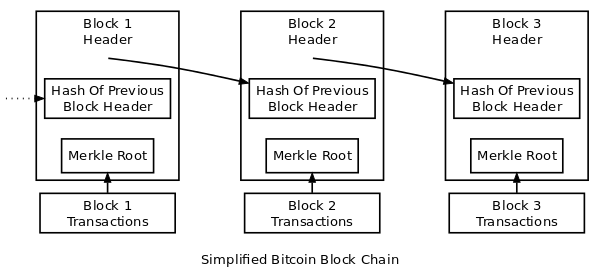 Block 1
Header
Hash Of Previous
Block Header
Merkle Root
Block 1
Transactions
Block 2
Header
Hash Of Previous
Block Header
Merkle Root
Block 2
Transactions
Block 3
Header
Hash Of Previous
Block Header
Merkle Root
Block 3
Transactions
Simplified Bitcoin Block Chain